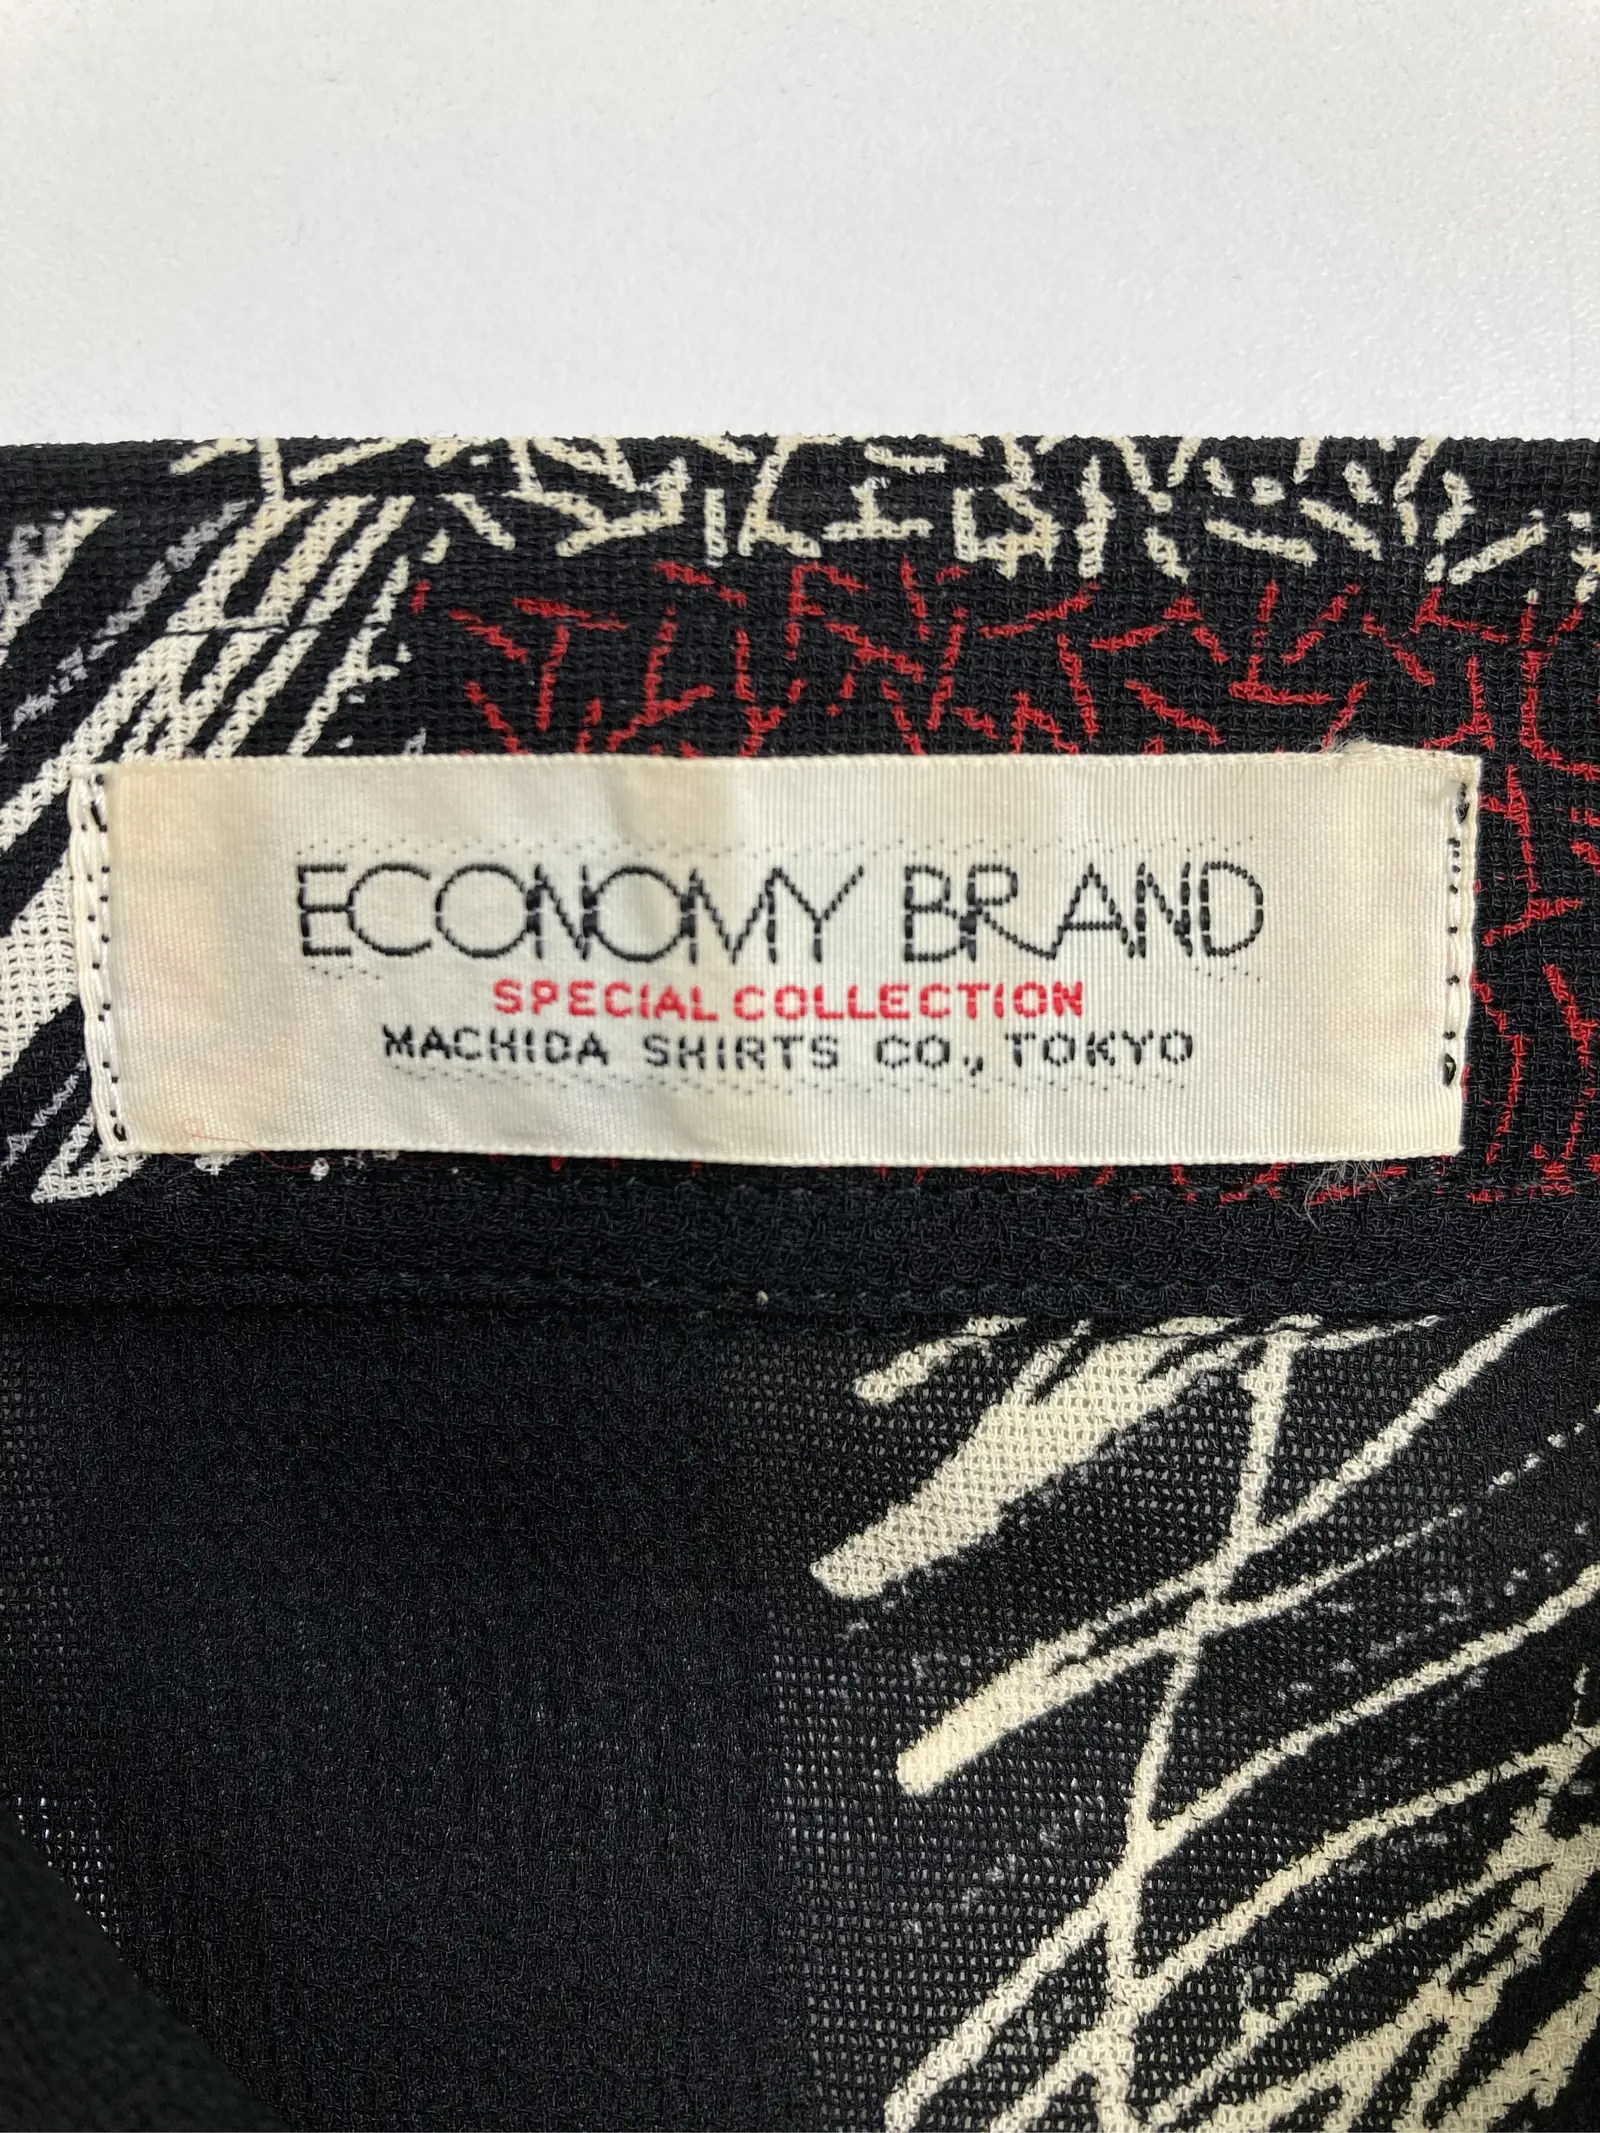 ECONOMY BRAND
SPECIAL COLLECTION
MACHIDA SHIRTS CO., TOKYO